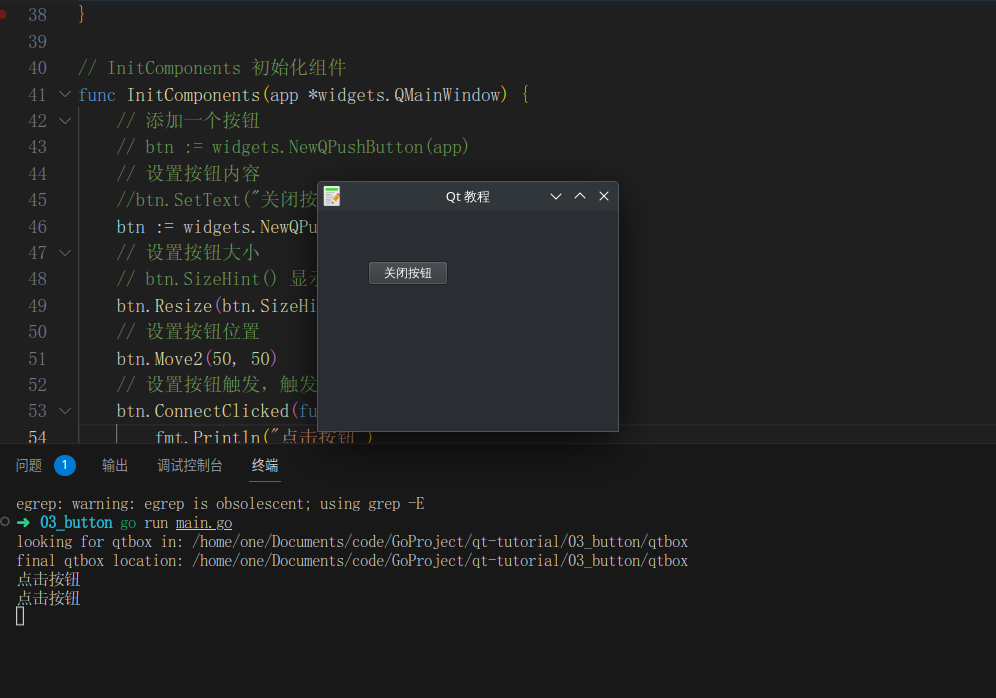 38 }
39
40 // InitComponents 初始化组件
41 func InitComponents(app *widgets.QMainWindow) {
42 // 添加一个按钮
43 // btn := widgets.NewQPushButton(app)
44 // 设置按钮内容
45 //btn.SetText("关闭按
46 btn := widgets.NewQPu
47 // 设置按钮大小
48 // btn.SizeHint() 显示
49 btn.Resize(btn.SizeHi
50 // 设置按钮位置
51 btn.Move2(50, 50)
52 // 设置按钮触发，触发
53 btn.ConnectClicked(fu
54 fmt.Println("点击按钮")
Qt 教程
关闭按钮
问题 1 输出 调试控制台 终端
egrep: warning: egrep is obsolescent; using grep -E
➜ 03_button go run main.go
looking for qtbox in: /home/one/Documents/code/GoProject/qt-tutorial/03_button/qtbox
final qtbox location: /home/one/Documents/code/GoProject/qt-tutorial/03_button/qtbox
点击按钮
点击按钮